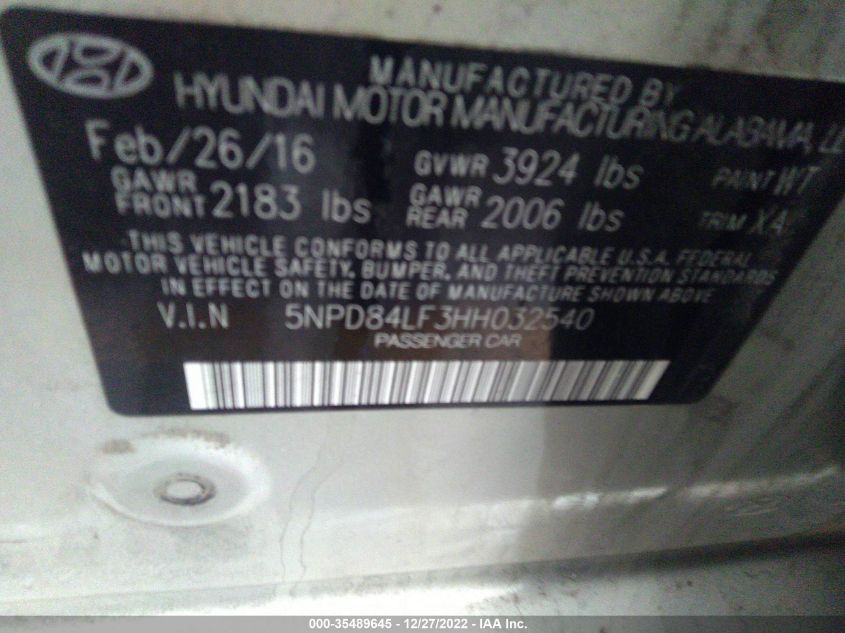 MANUFACTURED BY
HYUNDAI MOTOR MANUFACTURING ALABAMA, LL
Feb/26/16 GVWR 3924 lbs PAINT WT
GAWR FRONT 2183 lbs GAWR REAR 2006 lbs TRIM X4
THIS VEHICLE CONFORMS TO ALL APPLICABLE U.S.A. FEDERAL
MOTOR VEHICLE SAFETY, BUMPER, AND THEFT PREVENTION STANDARDS
IN EFFECT ON THE DATE OF MANUFACTURE SHOWN ABOVE
V.I.N 5NPD84LF3HH032540
PASSENGER CAR
000-35489645 - 12/27/2022 - IAA Inc.